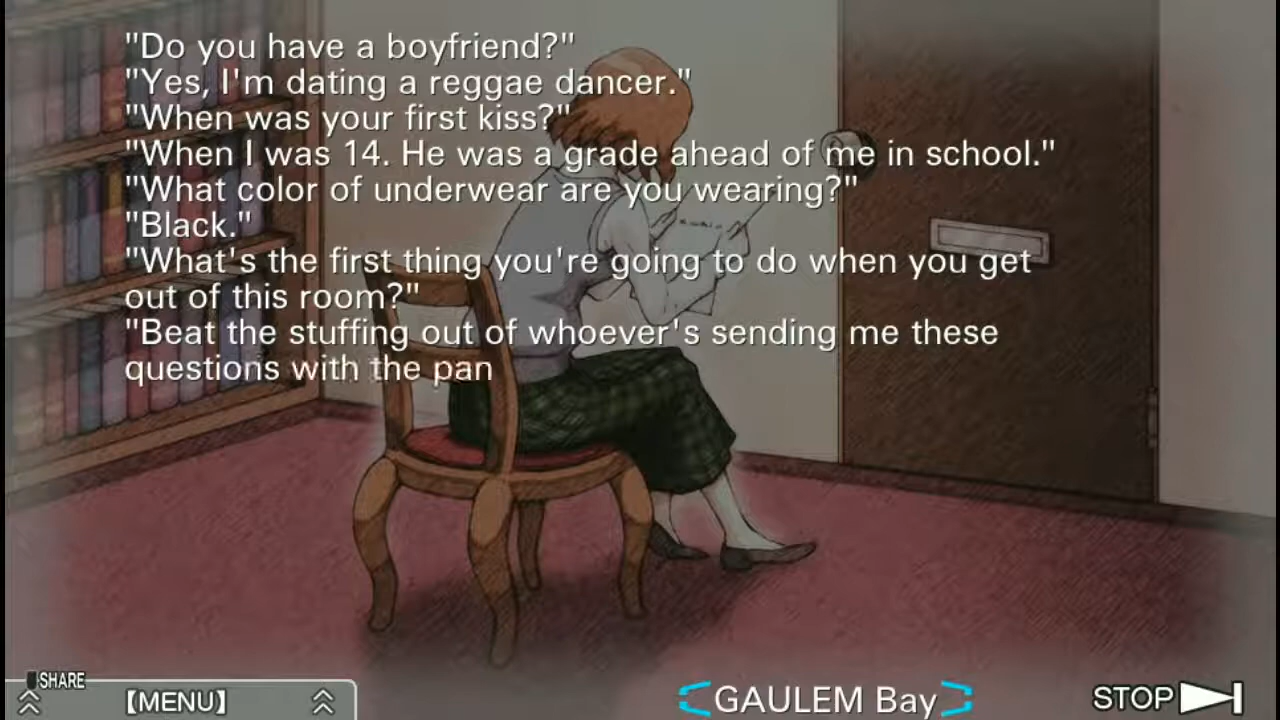 "Do you have a boyfriend?"
"Yes, I'm dating a reggae dancer."
"When was your first kiss?"
"When I was 14. He was a grade ahead of me in school."
"What color of underwear are you wearing?"
"Black."
"What's the first thing you're going to do when you get
out of this room?"
"Beat the stuffing out of whoever's sending me these
questions with the pan
SHARE
【MENU】
GAULEM Bay
STOP